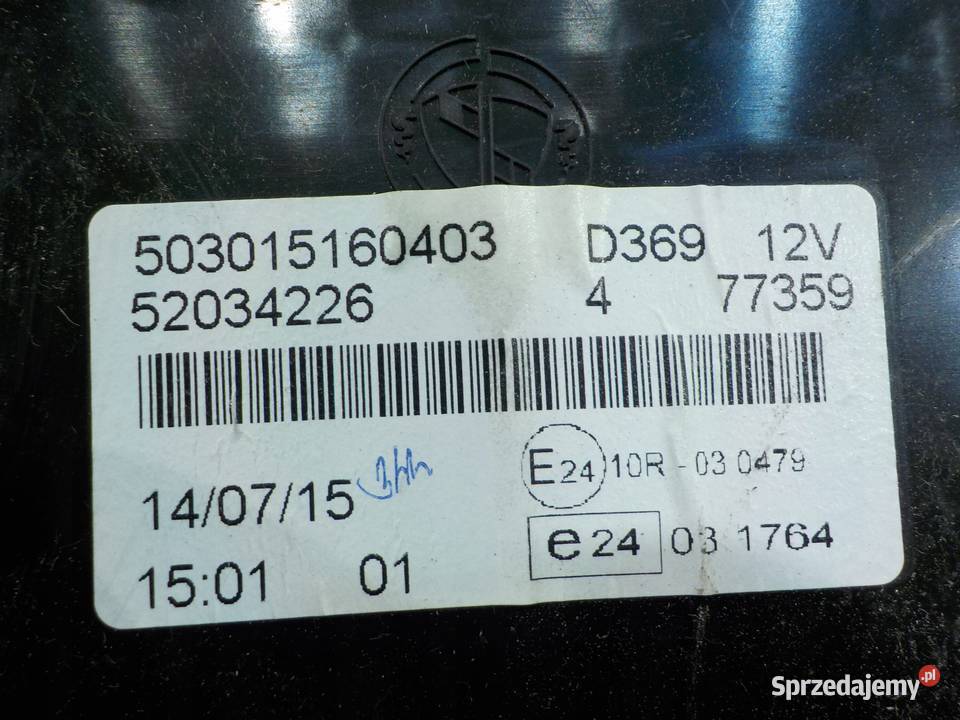 503015160403 D369 12V
52034226 4 77359
14/07/15
E24 10R - 03 0479
e24 03 1764
15:01 01
Sprzedajemy.pl